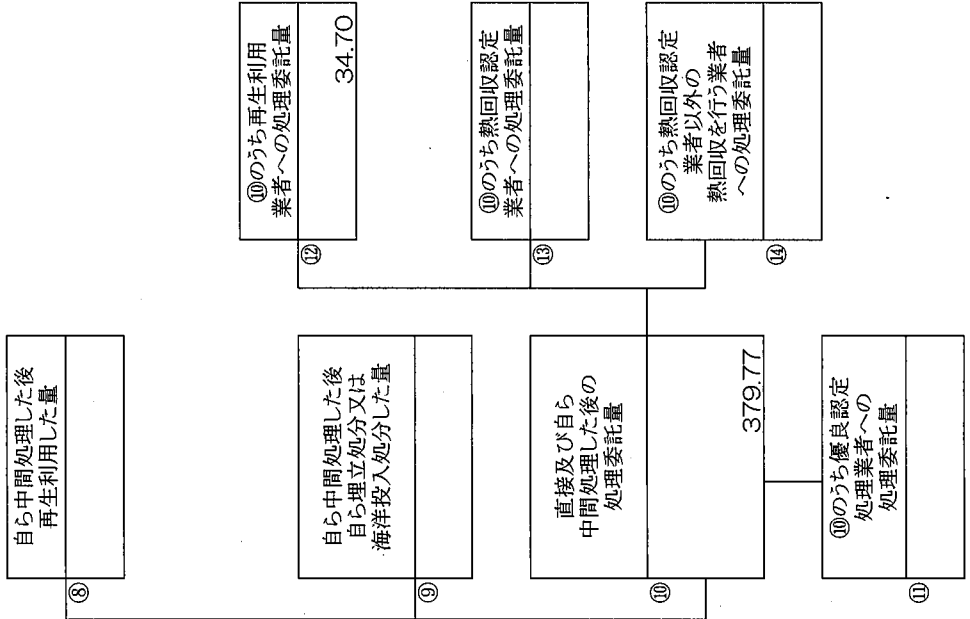 ⑧
自ら中間処理した後
再生利用した量
⑨
自ら中間処理した後
自ら埋立処分又は
海洋投入処分した量
⑩
直接及び自ら
中間処理した後の
処理委託量
379.77
⑪
⑩のうち優良認定
処理業者への
処理委託量
⑫
⑩のうち再生利用
業者への処理委託量
34.70
⑬
⑩のうち熱回収認定
業者への処理委託量
⑭
⑩のうち熱回収認定
業者以外の
熱回収を行う業者
への処理委託量